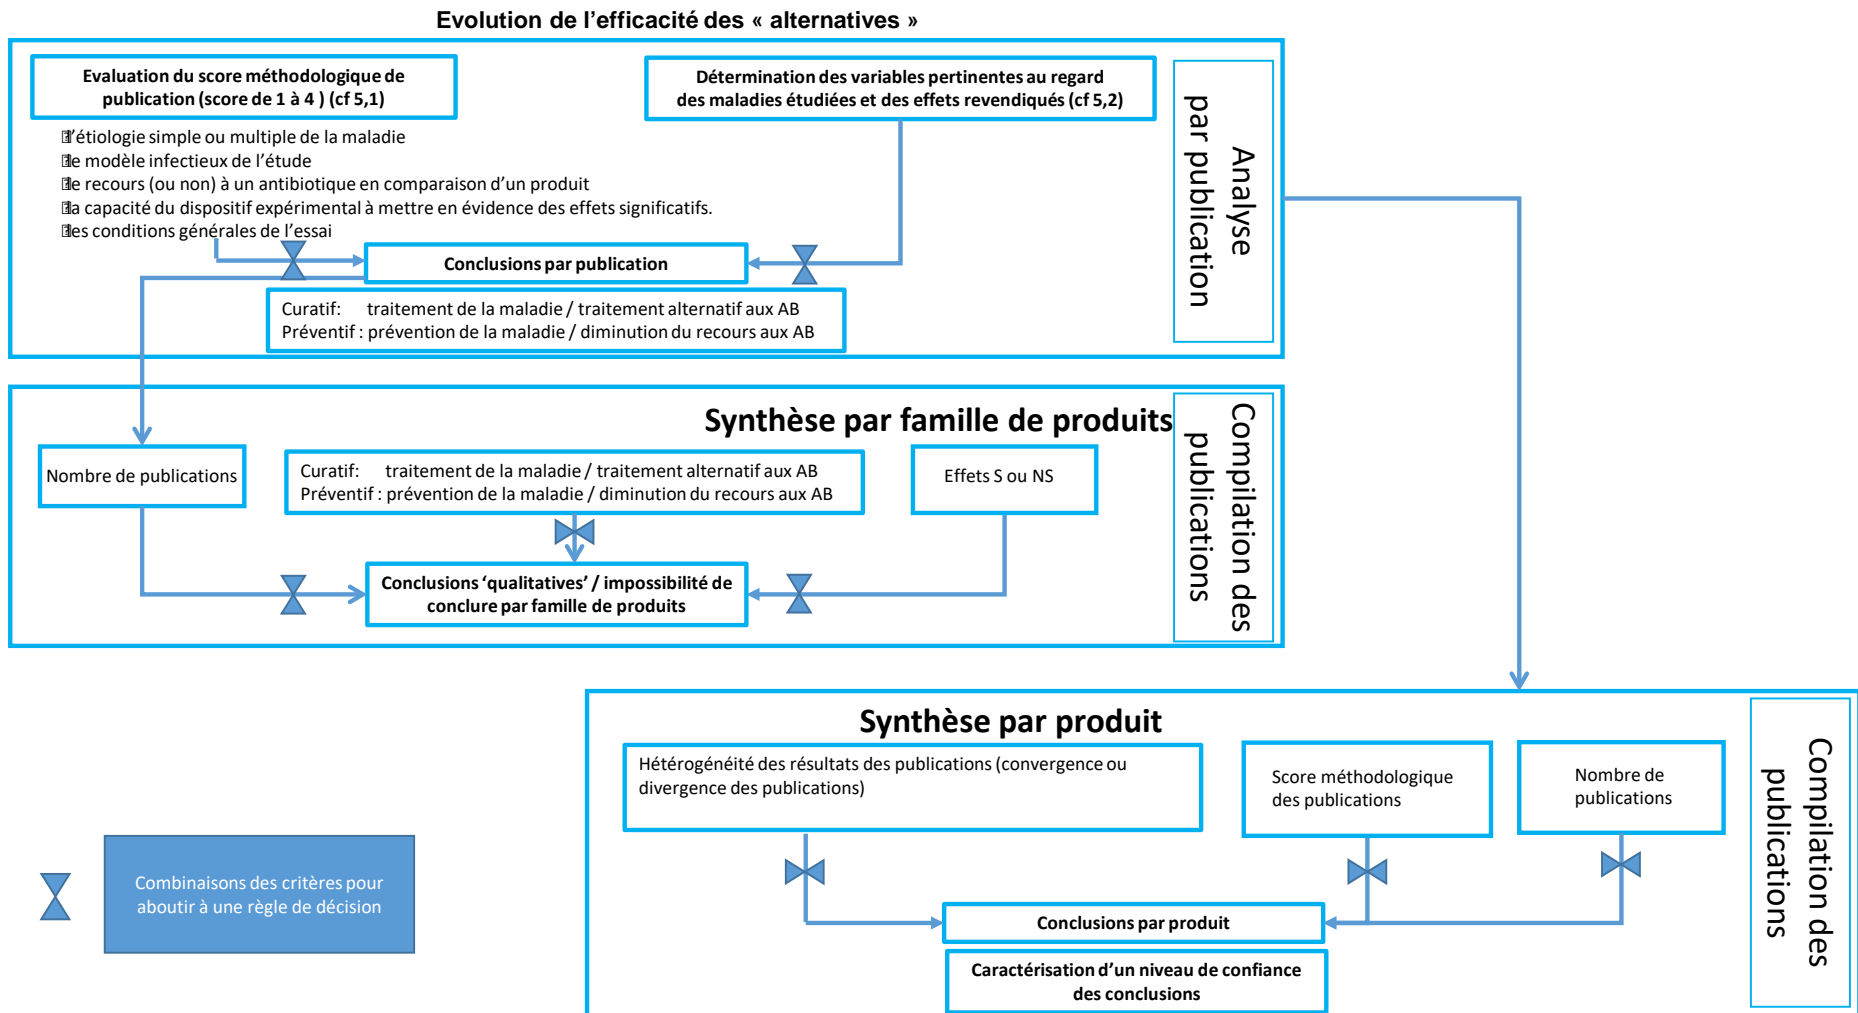 Evolution de l’efficacité des « alternatives »
Evaluation du score méthodologique de
publication (score de 1 à 4 ) (cf 5,1)
Détermination des variables pertinentes au regard
des maladies étudiées et des effets revendiqués (cf 5,2)
l’étiologie simple ou multiple de la maladie
le modèle infectieux de l’étude
le recours (ou non) à un antibiotique en comparaison d’un produit
la capacité du dispositif expérimental à mettre en évidence des effets significatifs.
les conditions générales de l’essai
Conclusions par publication
Curatif: traitement de la maladie / traitement alternatif aux AB
Préventif : prévention de la maladie / diminution du recours aux AB
Analyse
par publication
Synthèse par famille de produits
Nombre de publications
Curatif: traitement de la maladie / traitement alternatif aux AB
Préventif : prévention de la maladie / diminution du recours aux AB
Effets S ou NS
Conclusions ‘qualitatives’ / impossibilité de
conclure par famille de produits
Compilation des
publications
Synthèse par produit
Hétérogénéité des résultats des publications (convergence ou
divergence des publications)
Score méthodologique
des publications
Nombre de
publications
Conclusions par produit
Caractérisation d’un niveau de confiance
des conclusions
Compilation des
publications
Combinaisons des critères pour
aboutir à une règle de décision